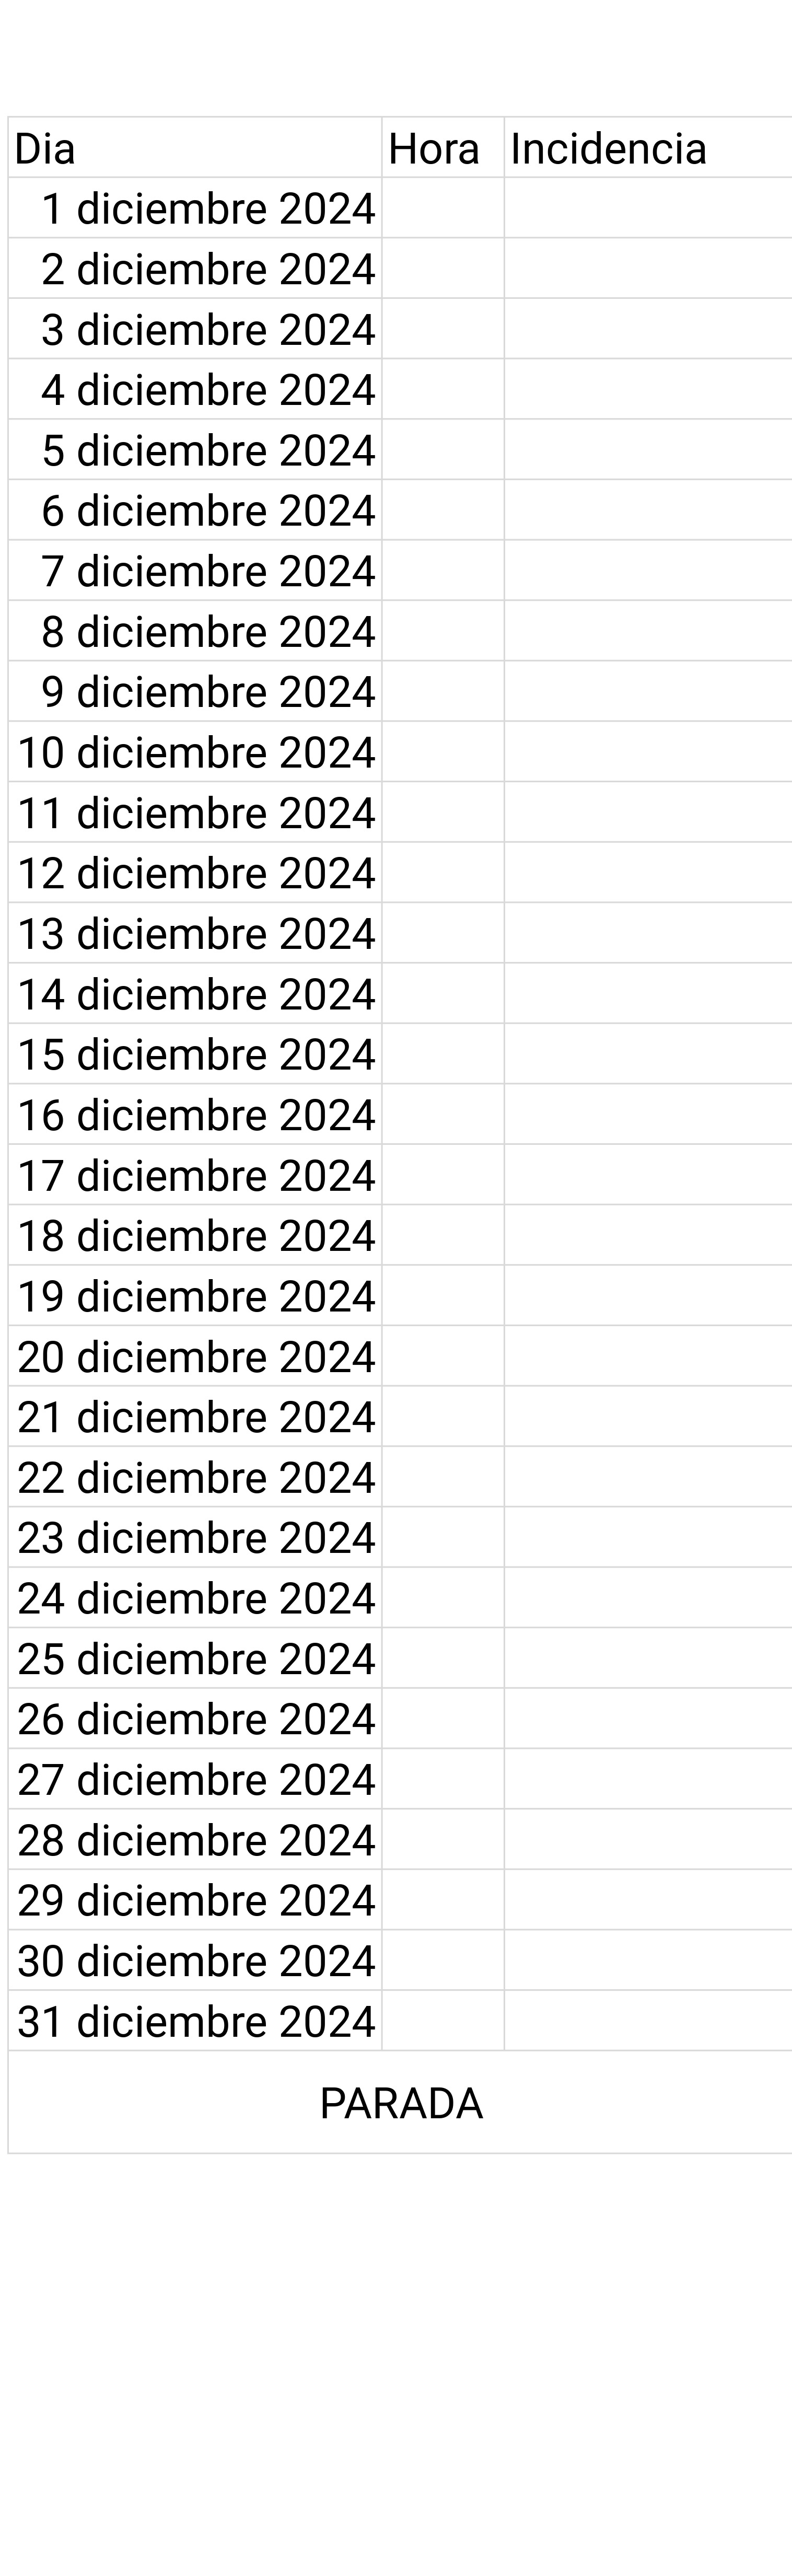 Dia Hora Incidencia
1 diciembre 2024
2 diciembre 2024
3 diciembre 2024
4 diciembre 2024
5 diciembre 2024
6 diciembre 2024
7 diciembre 2024
8 diciembre 2024
9 diciembre 2024
10 diciembre 2024
11 diciembre 2024
12 diciembre 2024
13 diciembre 2024
14 diciembre 2024
15 diciembre 2024
16 diciembre 2024
17 diciembre 2024
18 diciembre 2024
19 diciembre 2024
20 diciembre 2024
21 diciembre 2024
22 diciembre 2024
23 diciembre 2024
24 diciembre 2024
25 diciembre 2024
26 diciembre 2024
27 diciembre 2024
28 diciembre 2024
29 diciembre 2024
30 diciembre 2024
31 diciembre 2024
PARADA